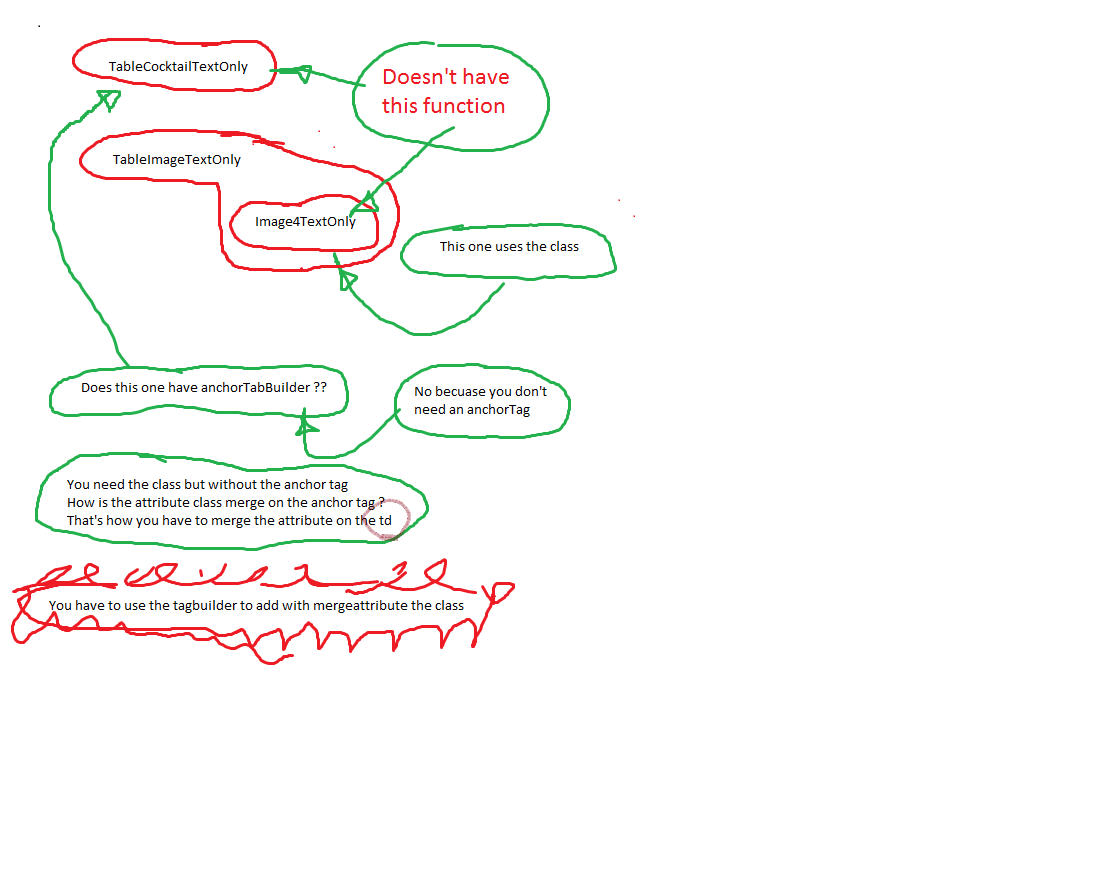 TableCocktailTextOnly
Doesn't have
this function
TableImageTextOnly
Image4TextOnly
This one uses the class
Does this one have anchorTabBuilder ??
No becuase you don't
need an anchorTag
You need the class but without the anchor tag
How is the attribute class merge on the anchor tag ?
That's how you have to merge the attribute on the td
You have to use the tagbuilder to add with mergeattribute the class